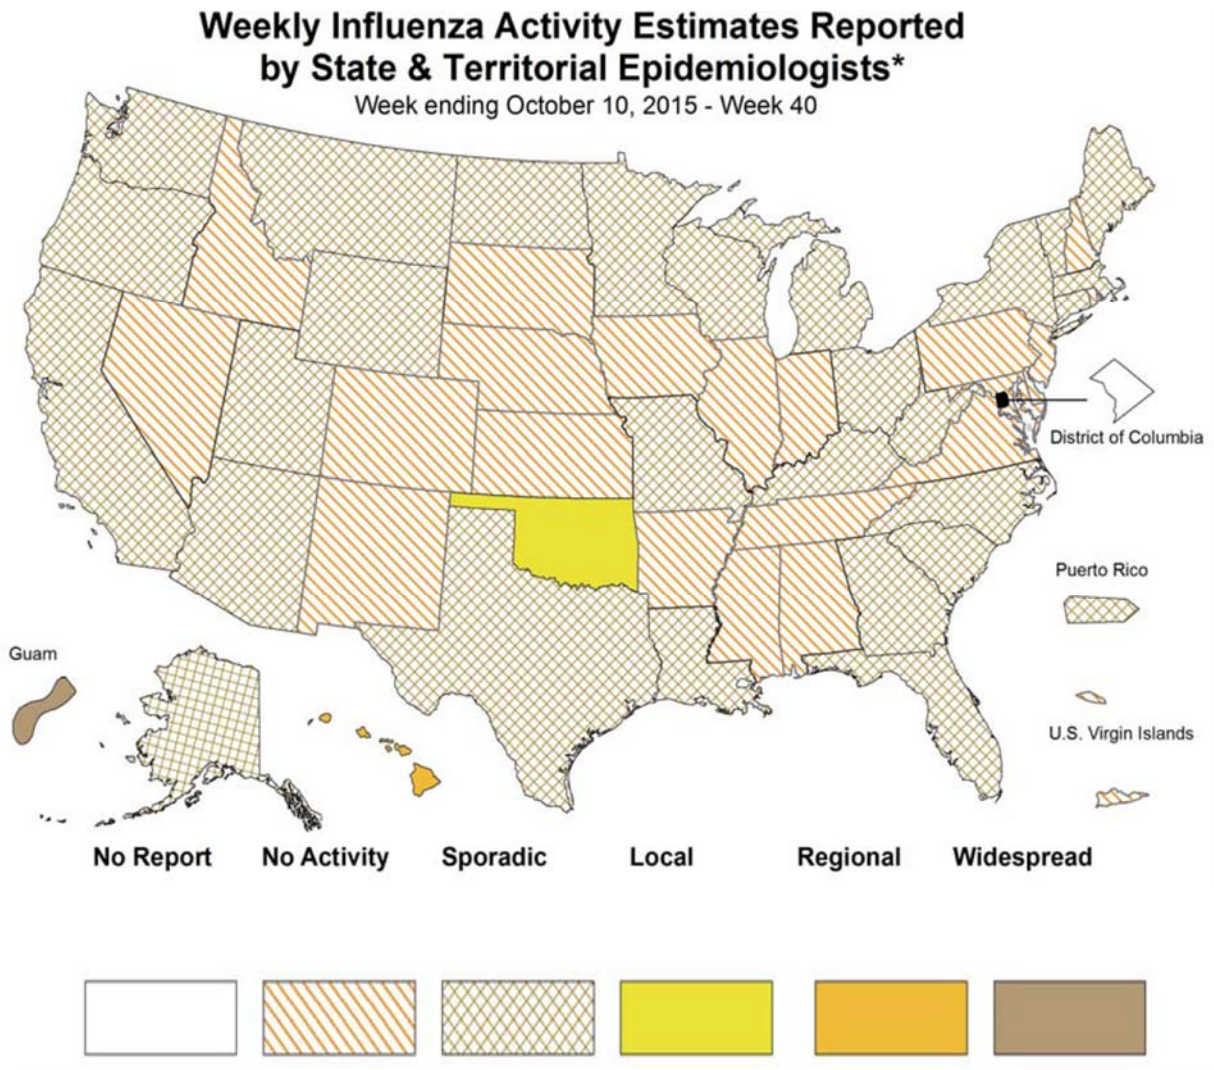 Weekly Influenza Activity Estimates Reported
by State & Territorial Epidemiologists*
Week ending October 10, 2015 - Week 40
District of Columbia
Puerto Rico
Guam
U.S. Virgin Islands
No Report No Activity Sporadic Local Regional Widespread